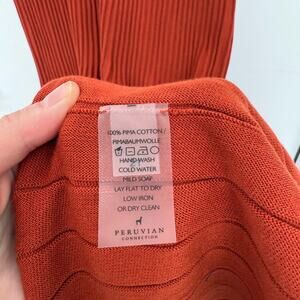 100% PIMA COTTON /
PIMABAUMWOLLE
HAND WASH
COLD WATER
MILD SOAP
LAY FLAT TO DRY
LOW IRON
OR DRY CLEAN
PERUVIAN
CONNECTION